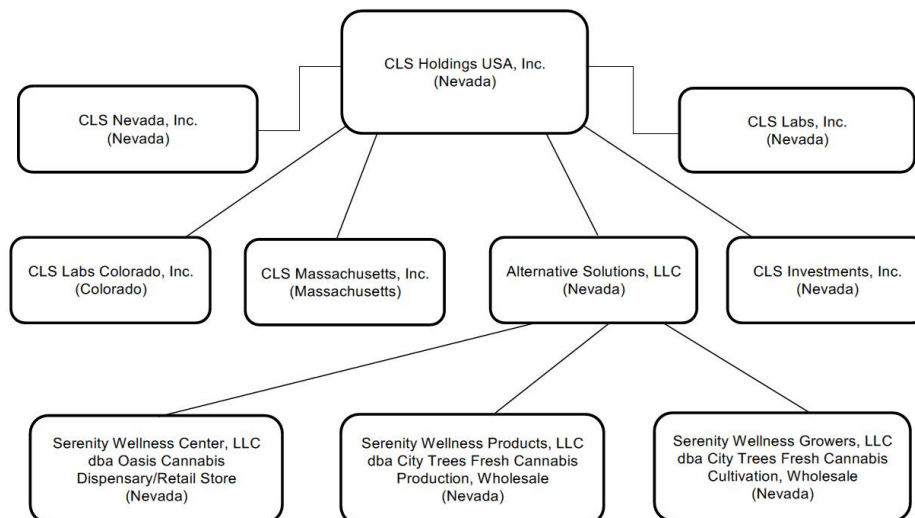 CLS Holdings USA, Inc.
(Nevada)
CLS Nevada, Inc.
(Nevada)
CLS Labs, Inc.
(Nevada)
CLS Labs Colorado, Inc.
(Colorado)
CLS Massachusetts, Inc.
(Massachusetts)
Alternative Solutions, LLC
(Nevada)
CLS Investments, Inc.
(Nevada)
Serenity Wellness Center, LLC
dba Oasis Cannabis
Dispensary/Retail Store
(Nevada)
Serenity Wellness Products, LLC
dba City Trees Fresh Cannabis
Production, Wholesale
(Nevada)
Serenity Wellness Growers, LLC
dba City Trees Fresh Cannabis
Cultivation, Wholesale
(Nevada)